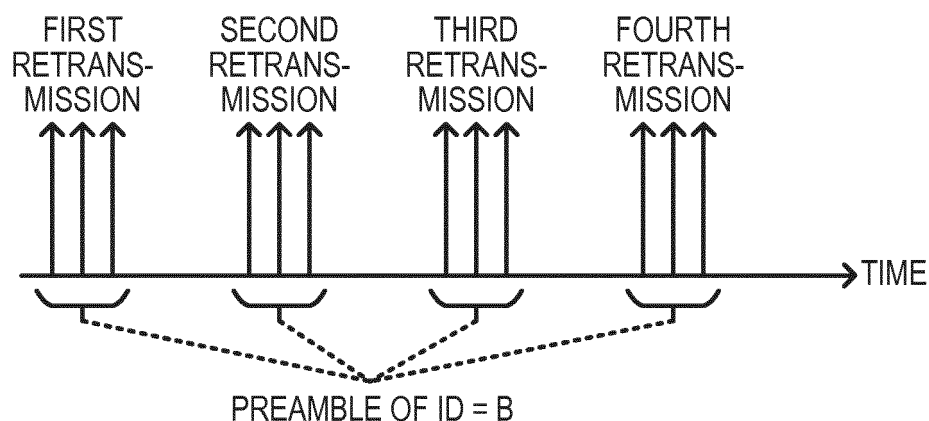 FIRST
RETRANS-
MISSION
SECOND
RETRANS-
MISSION
THIRD
RETRANS-
MISSION
FOURTH
RETRANS-
MISSION
TIME
PREAMBLE OF ID = B